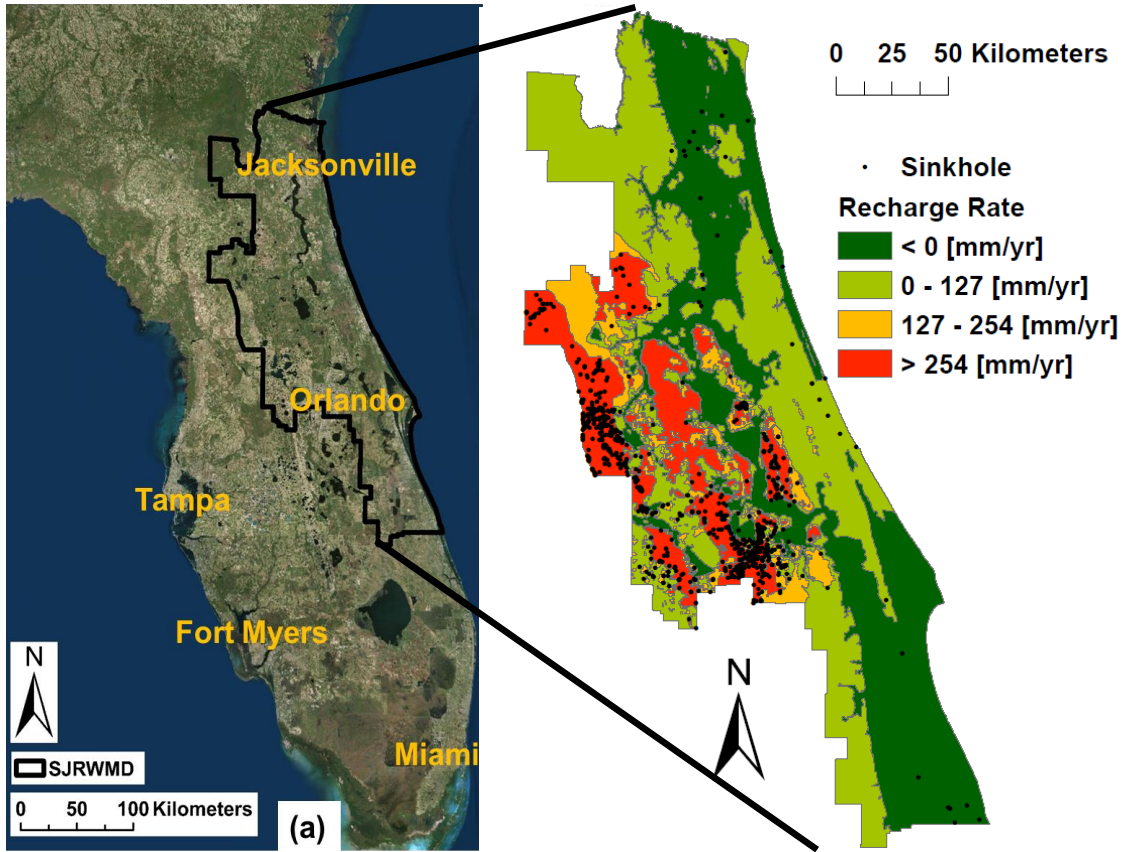 Jacksonville
Orlando
Tampa
Fort Myers
Miami
N
SJRWMD
0 50 100 Kilometers
(a)
0 25 50 Kilometers
Sinkhole
Recharge Rate
< 0 [mm/yr]
0 - 127 [mm/yr]
127 - 254 [mm/yr]
> 254 [mm/yr]
N